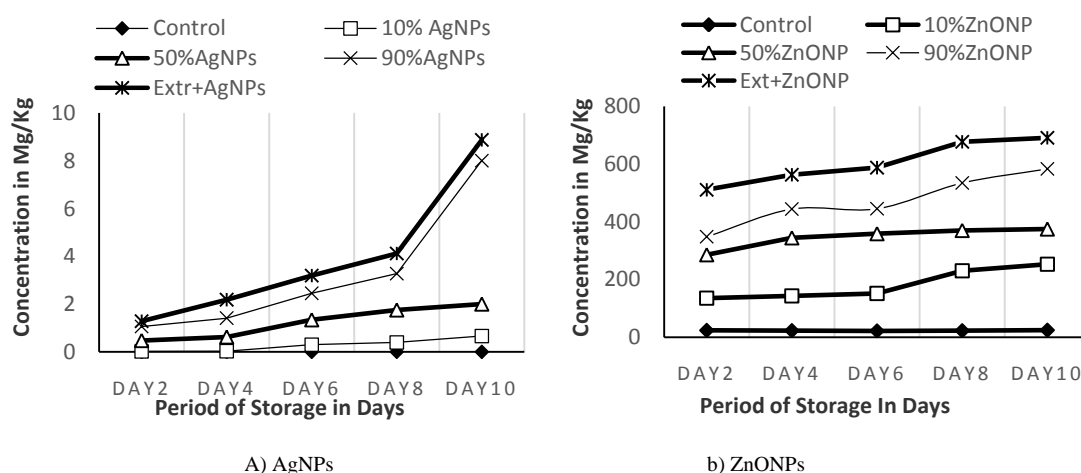 Control
10% AgNPs
50%AgNPs
90%AgNPs
Extr+AgNPs
Concentration in Mg/Kg
10
8
6
4
2
0
DAY2 DAY4 DAY6 DAY8 DAY10
Period of Storage in Days
A) AgNPs
Control
10%ZnONP
50%ZnONP
90%ZnONP
Ext+ZnONP
Concentration in Mg/Kg
800
600
400
200
0
DAY2 DAY4 DAY6 DAY8 DAY10
Period of Storage In Days
b) ZnONPs